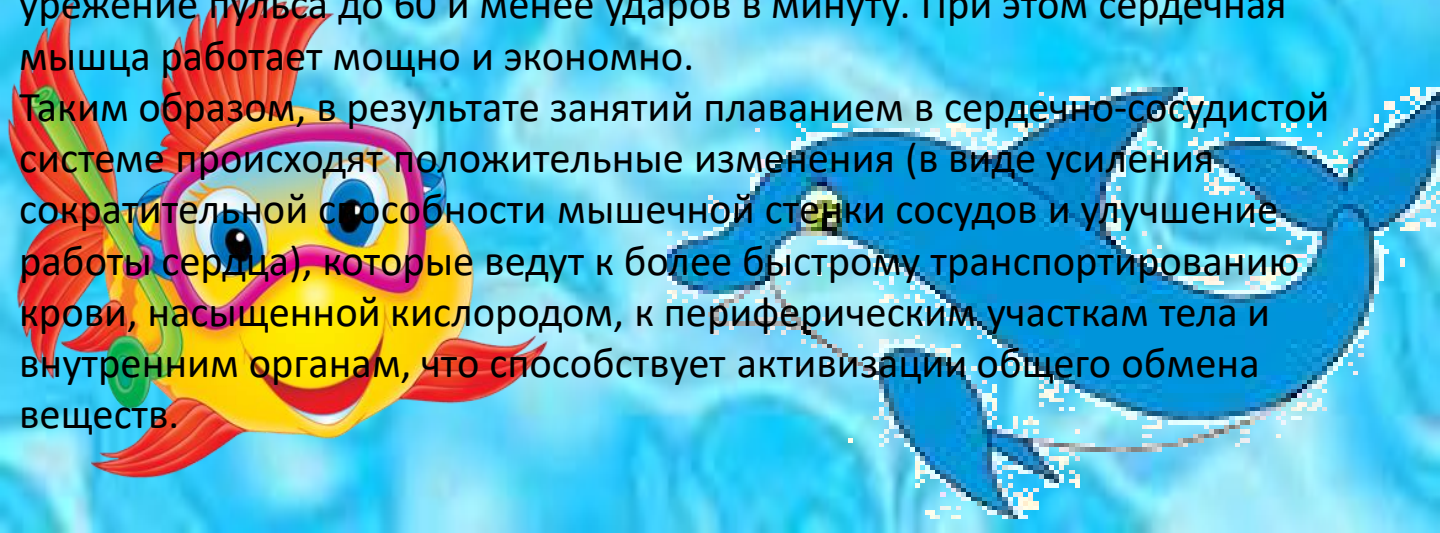 урежение пульса до 60 и менее ударов в минуту. При этом сердечная
мышца работает мощно и экономно.
Таким образом, в результате занятий плаванием в сердечно-сосудистой
системе происходят положительные изменения (в виде усиления
сократительной способности мышечной стенки сосудов и улучшение
работы сердца), которые ведут к более быстрому транспортированию
крови, насыщенной кислородом, к периферическим участкам тела и
внутренним органам, что способствует активизации общего обмена
веществ.